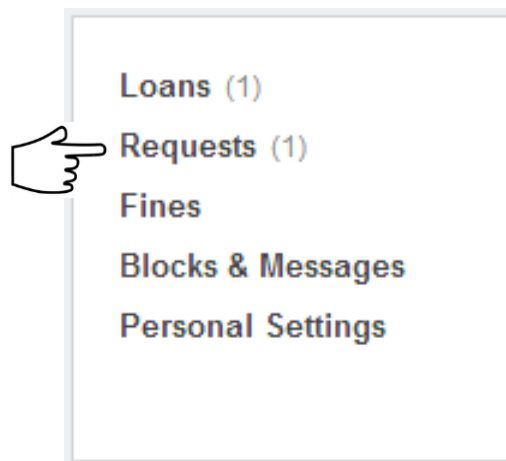 Loans (1)
Requests (1)
Fines
Blocks & Messages
Personal Settings